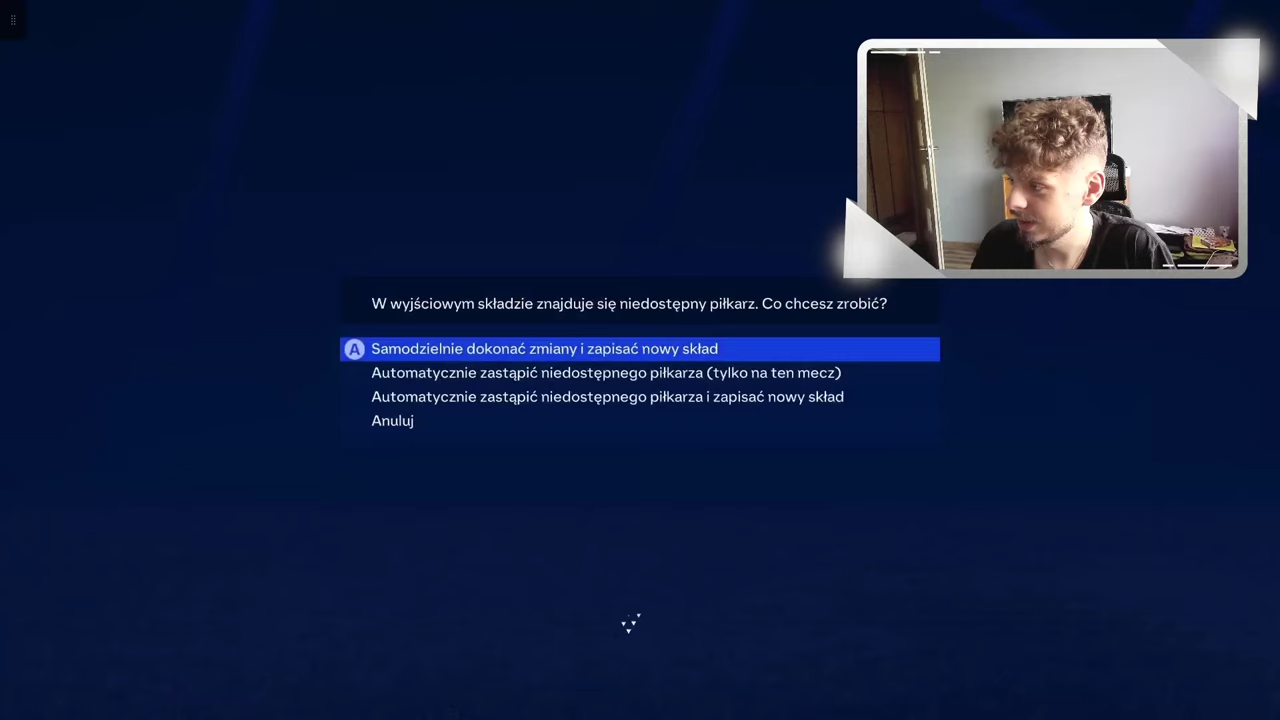 W wyjściowym składzie znajduje się niedostępny piłkarz. Co chcesz zrobić?
A Samodzielnie dokonać zmiany i zapisać nowy skład
Automatycznie zastąpić niedostępnego piłkarza (tylko na ten mecz)
Automatycznie zastąpić niedostępnego piłkarza i zapisać nowy skład
Anuluj